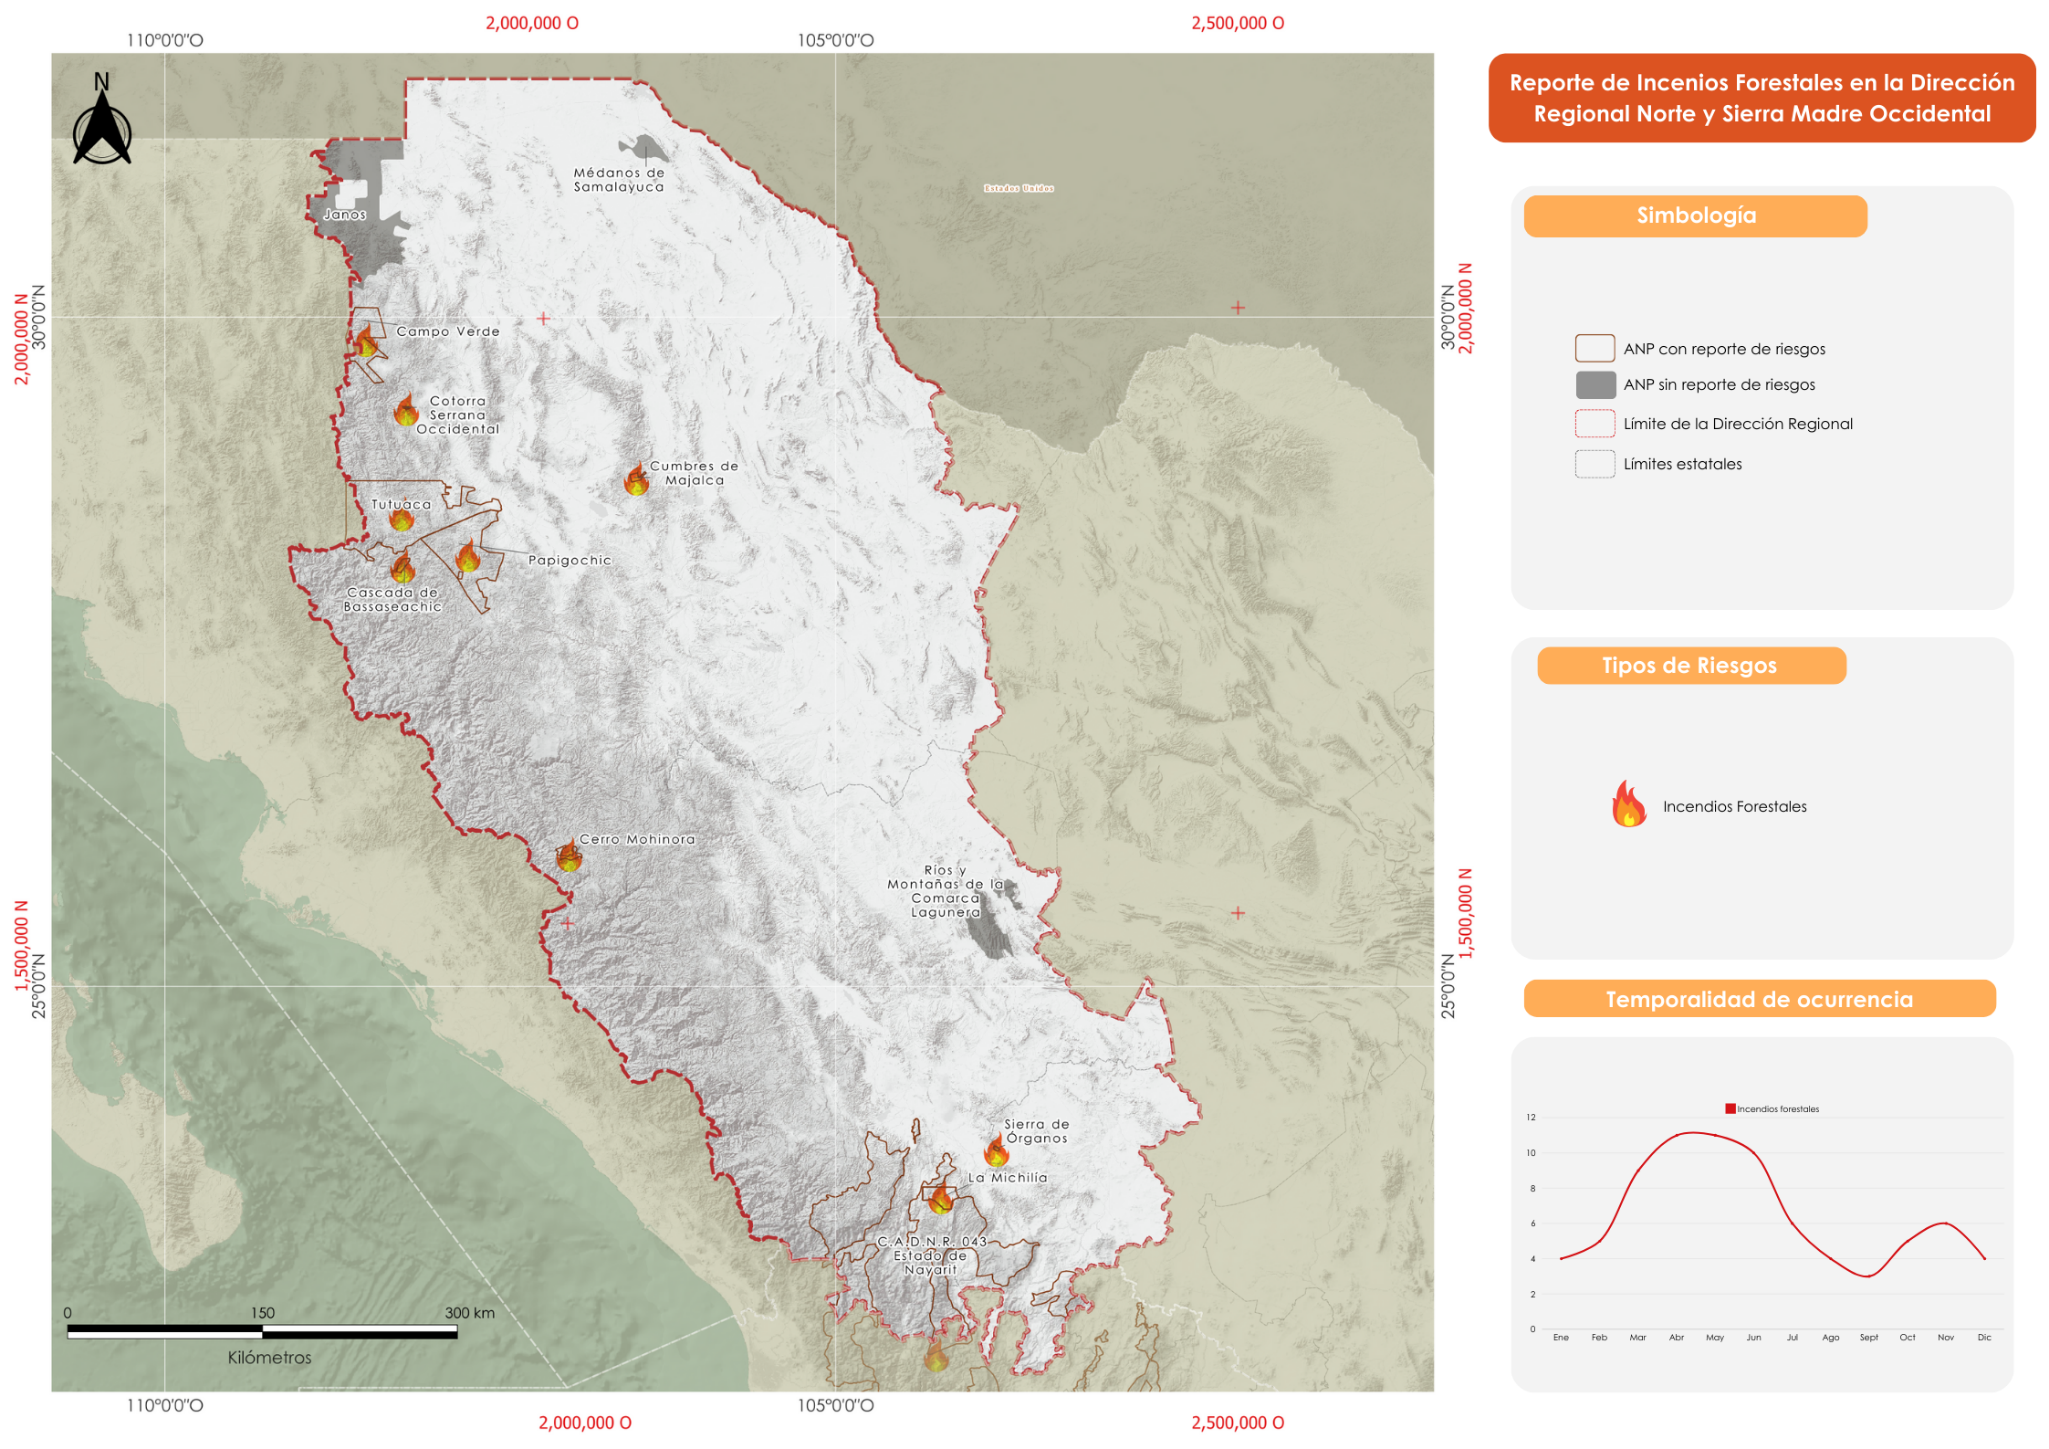 2,000,000 O
2,500,000 O
110°0'0"O
105°0'0"O
N
Médanos de
Samalayuca
Estados Unidos
Janos
2,000,000 N
30°0'0"N
30°0'0"N
2,000,000 N
Campo Verde
Cotorra
Serrana
Occidental
Cumbres de
Majalca
Tutuaca
Papigochic
Cascada de
Bassaseachic
Cerro Mohinora
Ríos y
Montañas de la
Comarca
Lagunera
1,500,000 N
25°0'0"N
25°0'0"N
1,500,000 N
Sierra de
Órganos
La Michilía
C.A.D.N.R. 043
Estado de
Nayarit
0 150 300 km
Kilómetros
110°0'0"O
105°0'0"O
2,000,000 O
2,500,000 O
Reporte de Incenios Forestales en la Dirección
Regional Norte y Sierra Madre Occidental
Simbología
ANP con reporte de riesgos
ANP sin reporte de riesgos
Límite de la Dirección Regional
Límites estatales
Tipos de Riesgos
Incendios Forestales
Temporalidad de ocurrencia
Incendios forestales
12
10
8
6
4
2
0
Ene Feb Mar Abr May Jun Jul Ago Sept Oct Nov Dic